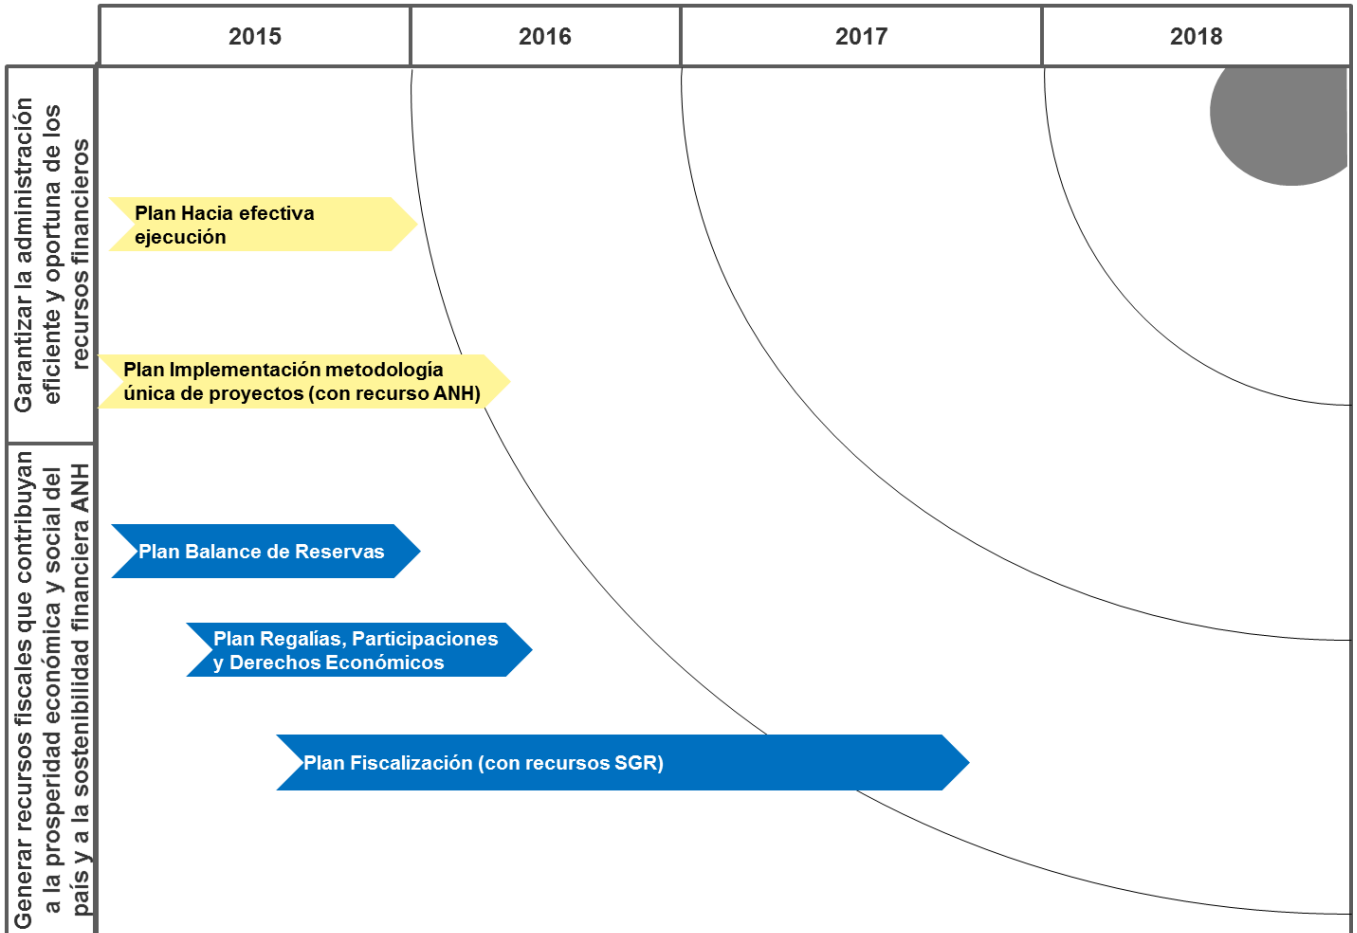 2015
2016
2017
2018
Garantizar la administración
eficiente y oportuna de los
recursos financieros
Plan Hacia efectiva
ejecución
Plan Implementación metodología
única de proyectos (con recurso ANH)
Generar recursos fiscales que contribuyan
a la prosperidad económica y social del
país y a la sostenibilidad financiera ANH
Plan Balance de Reservas
Plan Regalías, Participaciones
y Derechos Económicos
Plan Fiscalización (con recursos SGR)